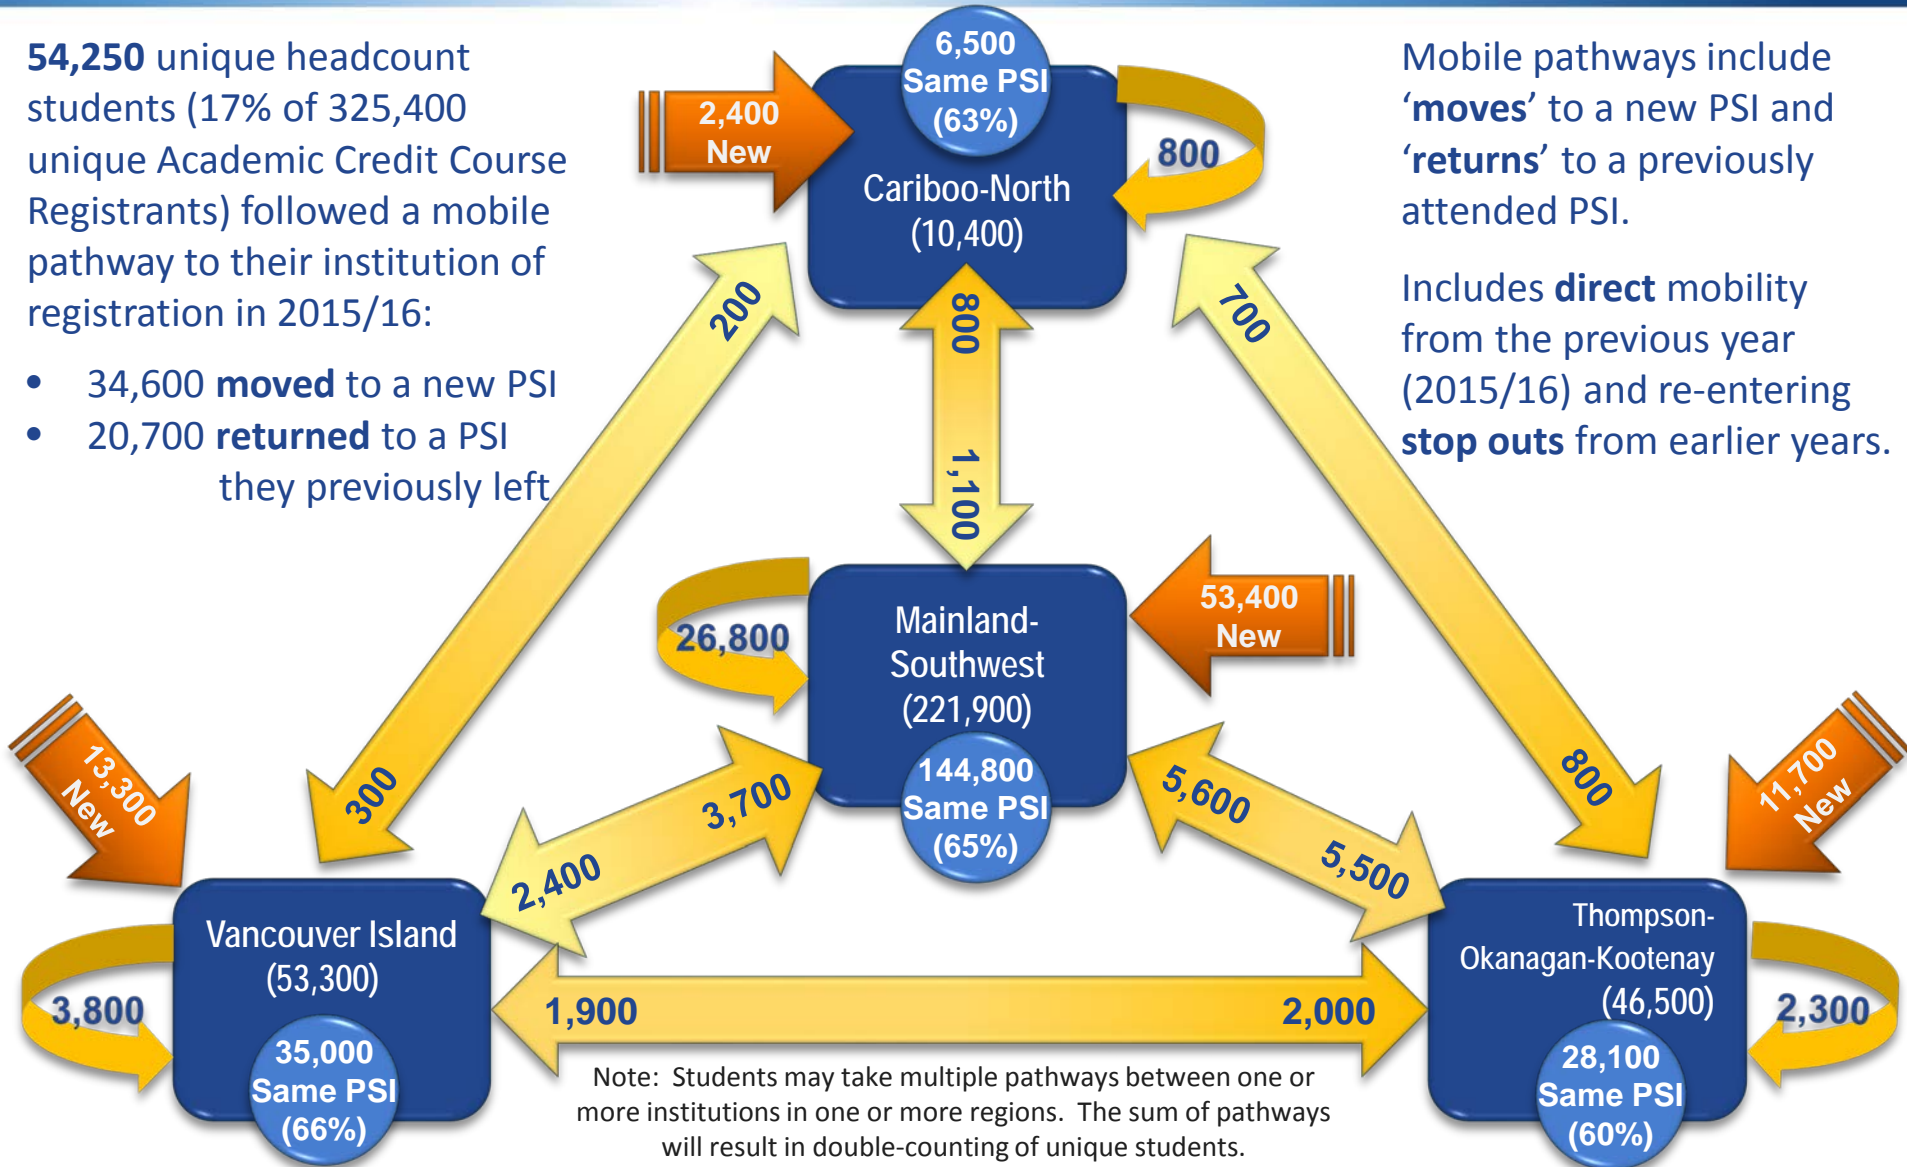 54,250 unique headcount
students (17% of 325,400
unique Academic Credit Course
Registrants) followed a mobile
pathway to their institution of
registration in 2015/16:
• 34,600 moved to a new PSI
• 20,700 returned to a PSI
they previously left
Mobile pathways include
‘moves’ to a new PSI and
‘returns’ to a previously
attended PSI.
Includes direct mobility
from the previous year
(2015/16) and re-entering
stop outs from earlier years.
2,400
New
6,500
Same PSI
(63%)
Cariboo-North
(10,400)
800
200
300
800
1,100
700
800
26,800
Mainland-
Southwest
(221,900)
144,800
Same PSI
(65%)
53,400
New
3,700
2,400
5,600
5,500
13,300
New
Vancouver Island
(53,300)
3,800
35,000
Same PSI
(66%)
1,900
2,000
11,700
New
Thompson-
Okanagan-Kootenay
(46,500)
2,300
28,100
Same PSI
(60%)
Note: Students may take multiple pathways between one or
more institutions in one or more regions. The sum of pathways
will result in double-counting of unique students.